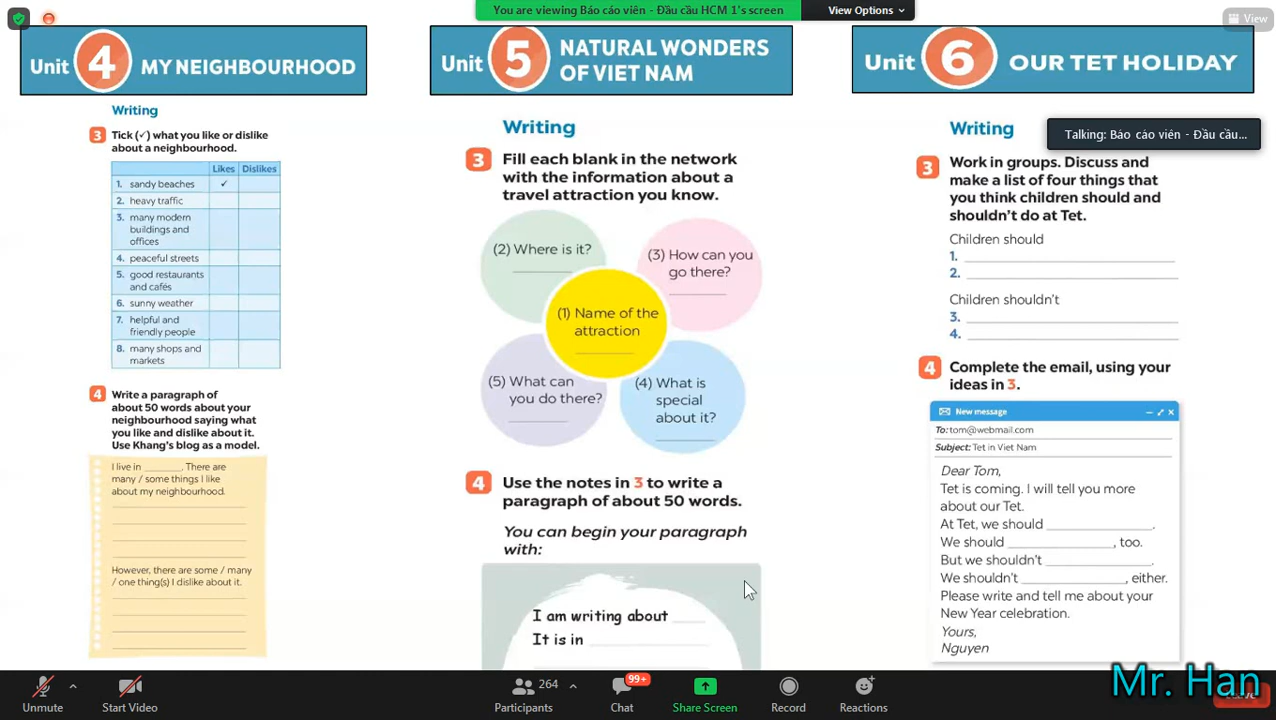 You are viewing Báo cáo viên - Đầu cầu HCM 1's screen
View Options
View
Unit 4 MY NEIGHBOURHOOD
Writing
3 Tick (✓) what you like or dislike
about a neighbourhood.
Likes Dislikes
1. sandy beaches ✓
2. heavy traffic
3. many modern
buildings and
offices
4. peaceful streets
5. good restaurants
and cafés
6. sunny weather
7. helpful and
friendly people
8. many shops and
markets
4 Write a paragraph of
about 50 words about your
neighbourhood saying what
you like and dislike about it.
Use Khang's blog as a model.
I live in ______. There are
many / some things I like
about my neighbourhood.
However, there are some / many
/ one thing(s) I dislike about it.
Unit 5 NATURAL WONDERS
OF VIET NAM
Writing
3 Fill each blank in the network
with the information about a
travel attraction you know.
(2) Where is it?
(3) How can you
go there?
(1) Name of the
attraction
(5) What can
you do there?
(4) What is
special
about it?
4 Use the notes in 3 to write a
paragraph of about 50 words.
You can begin your paragraph
with:
I am writing about ____
It is in ____________
Unit 6 OUR TET HOLIDAY
Talking: Báo cáo viên - Đầu cầu...
Writing
3 Work in groups. Discuss and
make a list of four things that
you think children should and
shouldn't do at Tet.
Children should
1. ____________
2. ____________
Children shouldn't
3. ____________
4. ____________
4 Complete the email, using your
ideas in 3.
New message
To: tom@webmail.com
Subject: Tet in Viet Nam
Dear Tom,
Tet is coming. I will tell you more
about our Tet.
At Tet, we should ____________.
We should ____________, too.
But we shouldn't ____________.
We shouldn't ____________, either.
Please write and tell me about your
New Year celebration.
Yours,
Nguyen
Mr. Han
Unmute
Start Video
264
Participants
99+
Chat
Share Screen
Record
Reactions